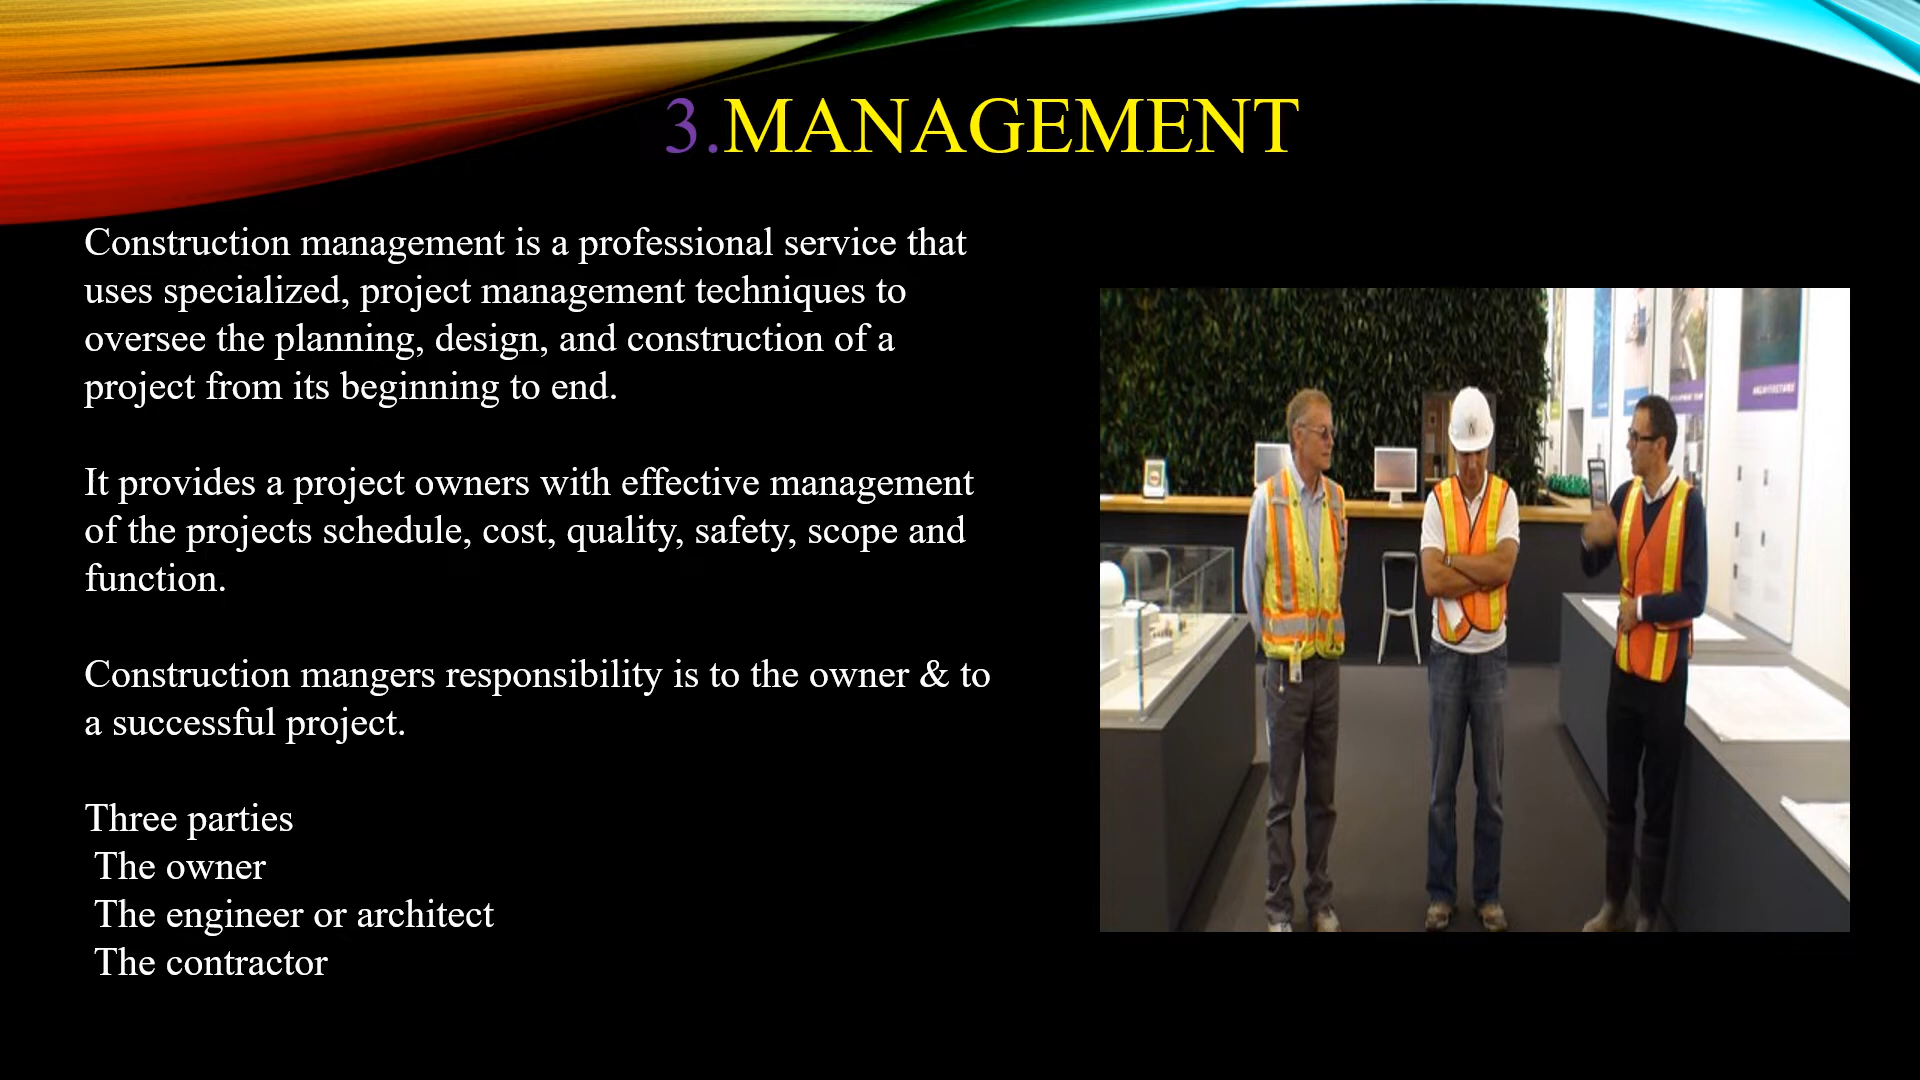 3.MANAGEMENT
Construction management is a professional service that
uses specialized, project management techniques to
oversee the planning, design, and construction of a
project from its beginning to end.
It provides a project owners with effective management
of the projects schedule, cost, quality, safety, scope and
function.
Construction mangers responsibility is to the owner & to
a successful project.
Three parties
The owner
The engineer or architect
The contractor